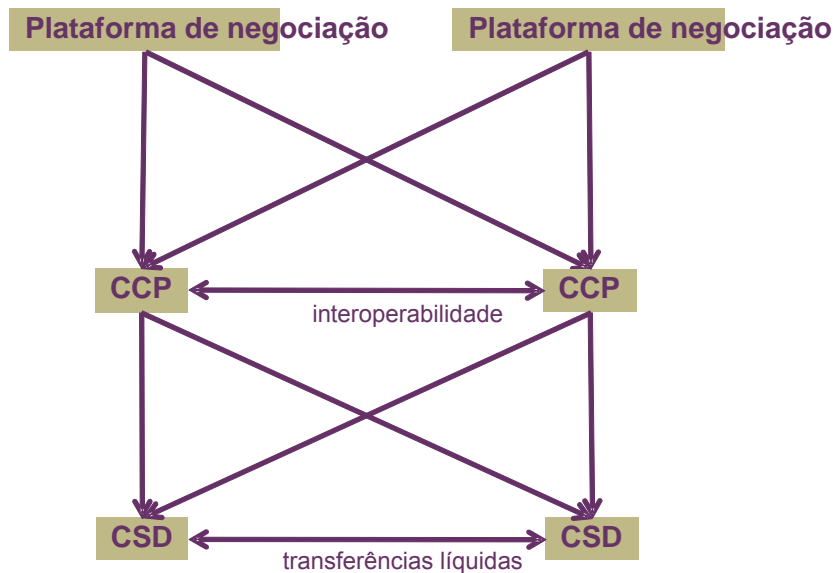 Plataforma de negociação
Plataforma de negociação
CCP
CCP
interoperabilidade
CSD
CSD
transferências líquidas